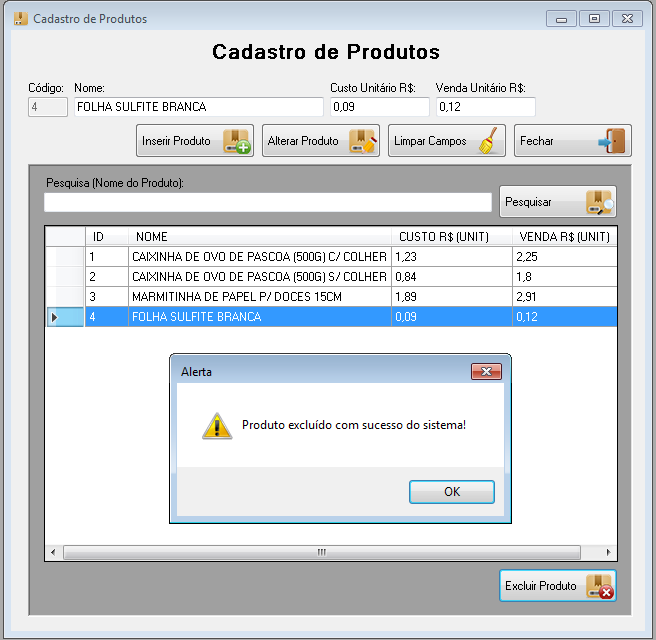 Cadastro de Produtos
Cadastro de Produtos
Código: Nome: Custo Unitário R$: Venda Unitário R$:
4 FOLHA SULFITE BRANCA 0,09 0,12
Inserir Produto Alterar Produto Limpar Campos Fechar
Pesquisa (Nome do Produto):
Pesquisar
ID NOME CUSTO R$ (UNIT) VENDA R$ (UNIT)
1 CAIXINHA DE OVO DE PASCOA (500G) C/ COLHER 1,23 2,25
2 CAIXINHA DE OVO DE PASCOA (500G) S/ COLHER 0,84 1,8
3 MARMITINHA DE PAPEL P/ DOCES 15CM 1,89 2,91
4 FOLHA SULFITE BRANCA 0,09 0,12
Alerta
Produto excluído com sucesso do sistema!
OK
Excluir Produto